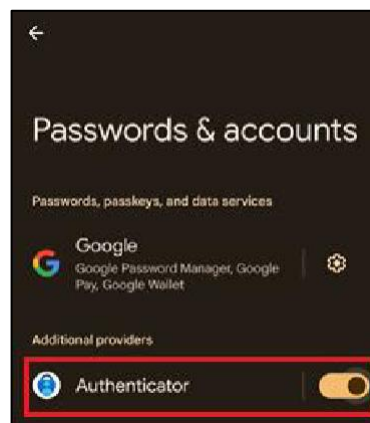 Passwords & accounts
Passwords, passkeys, and data services
Google
Google Password Manager, Google
Pay, Google Wallet
Additional providers
Authenticator